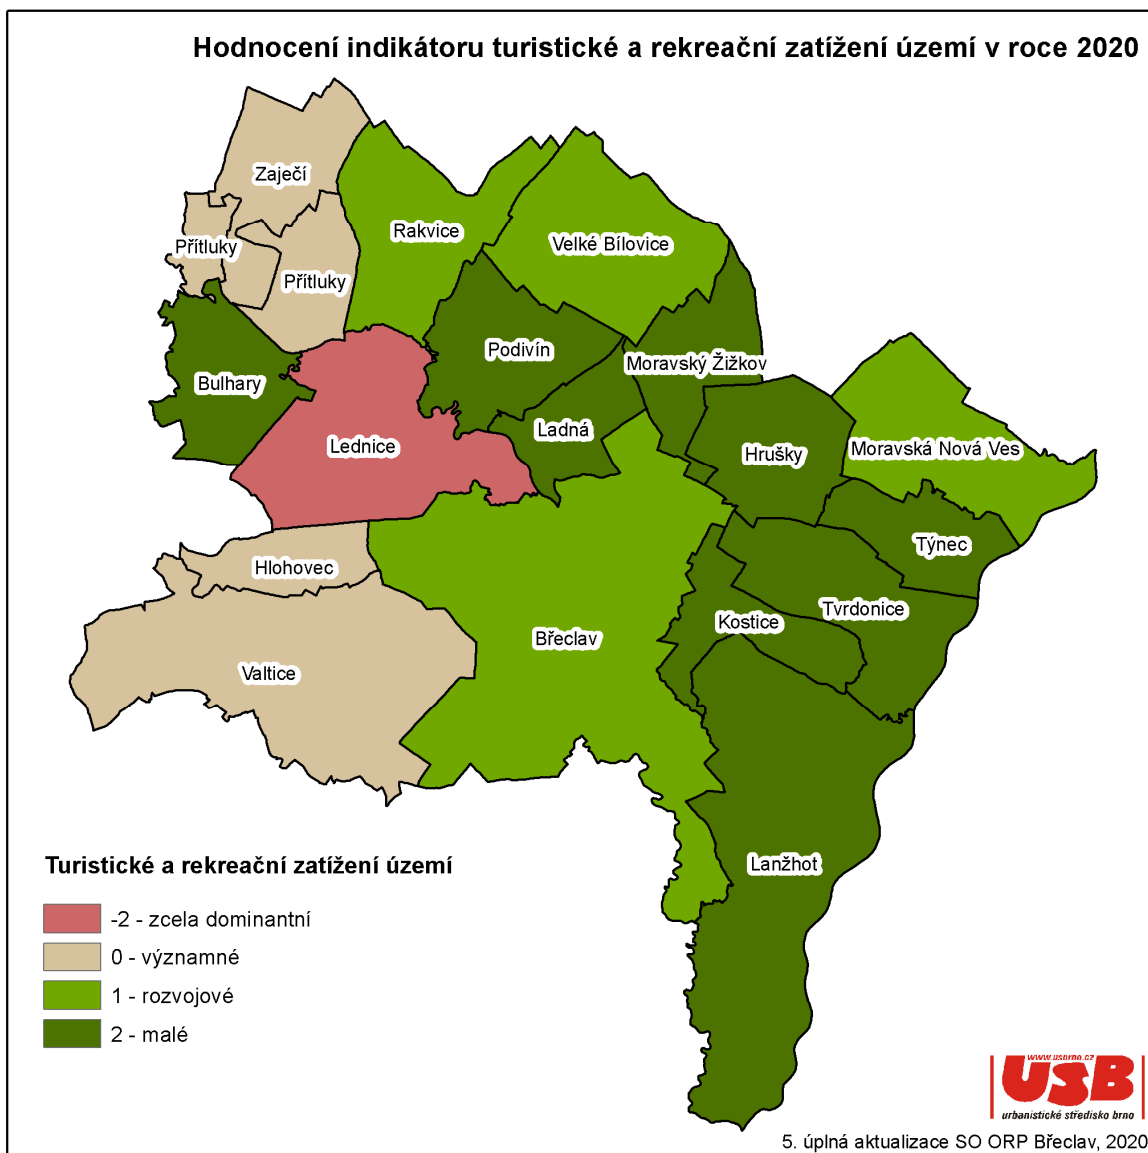 Hodnocení indikátoru turistické a rekreační zatížení území v roce 2020
Zaječí
Rakvice
Přítluky
Velké Bílovice
Přítluky
Podivín
Moravský Žižkov
Bulhary
Ladná
Lednice
Hrušky
Moravská Nová Ves
Týnec
Hlohovec
Tvrdonice
Kostice
Břeclav
Valtice
Lanžhot
Turistické a rekreační zatížení území
-2 - zcela dominantní
0 - významné
1 - rozvojové
2 - malé
www.usbrno.cz
USB
urbanistické středisko brno
5. úplná aktualizace SO ORP Břeclav, 2020